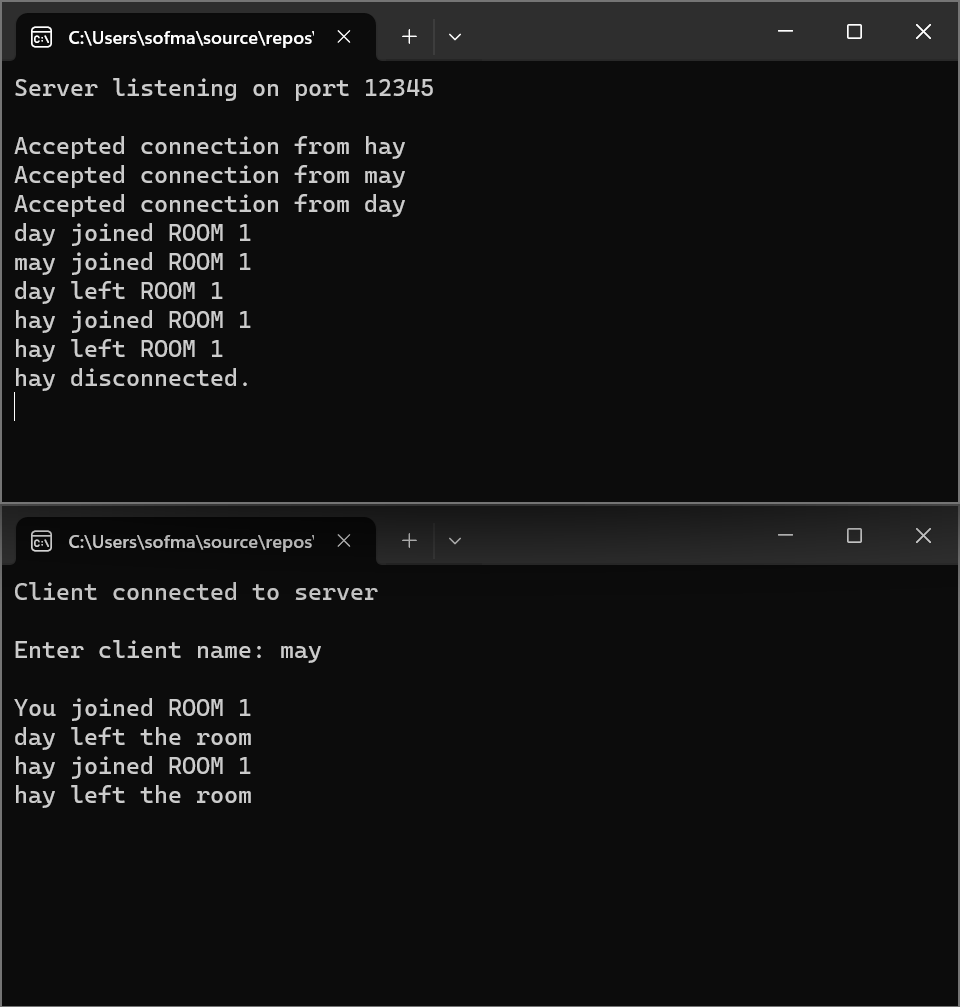 C:\Users\sofma\source\repos\
Server listening on port 12345
Accepted connection from hay
Accepted connection from may
Accepted connection from day
day joined ROOM 1
may joined ROOM 1
day left ROOM 1
hay joined ROOM 1
hay left ROOM 1
hay disconnected.
C:\Users\sofma\source\repos\
Client connected to server
Enter client name: may
You joined ROOM 1
day left the room
hay joined ROOM 1
hay left the room